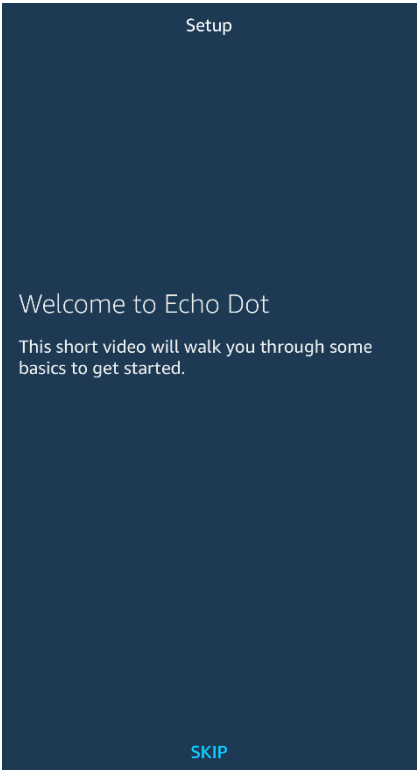 Setup
Welcome to Echo Dot
This short video will walk you through some
basics to get started.
SKIP